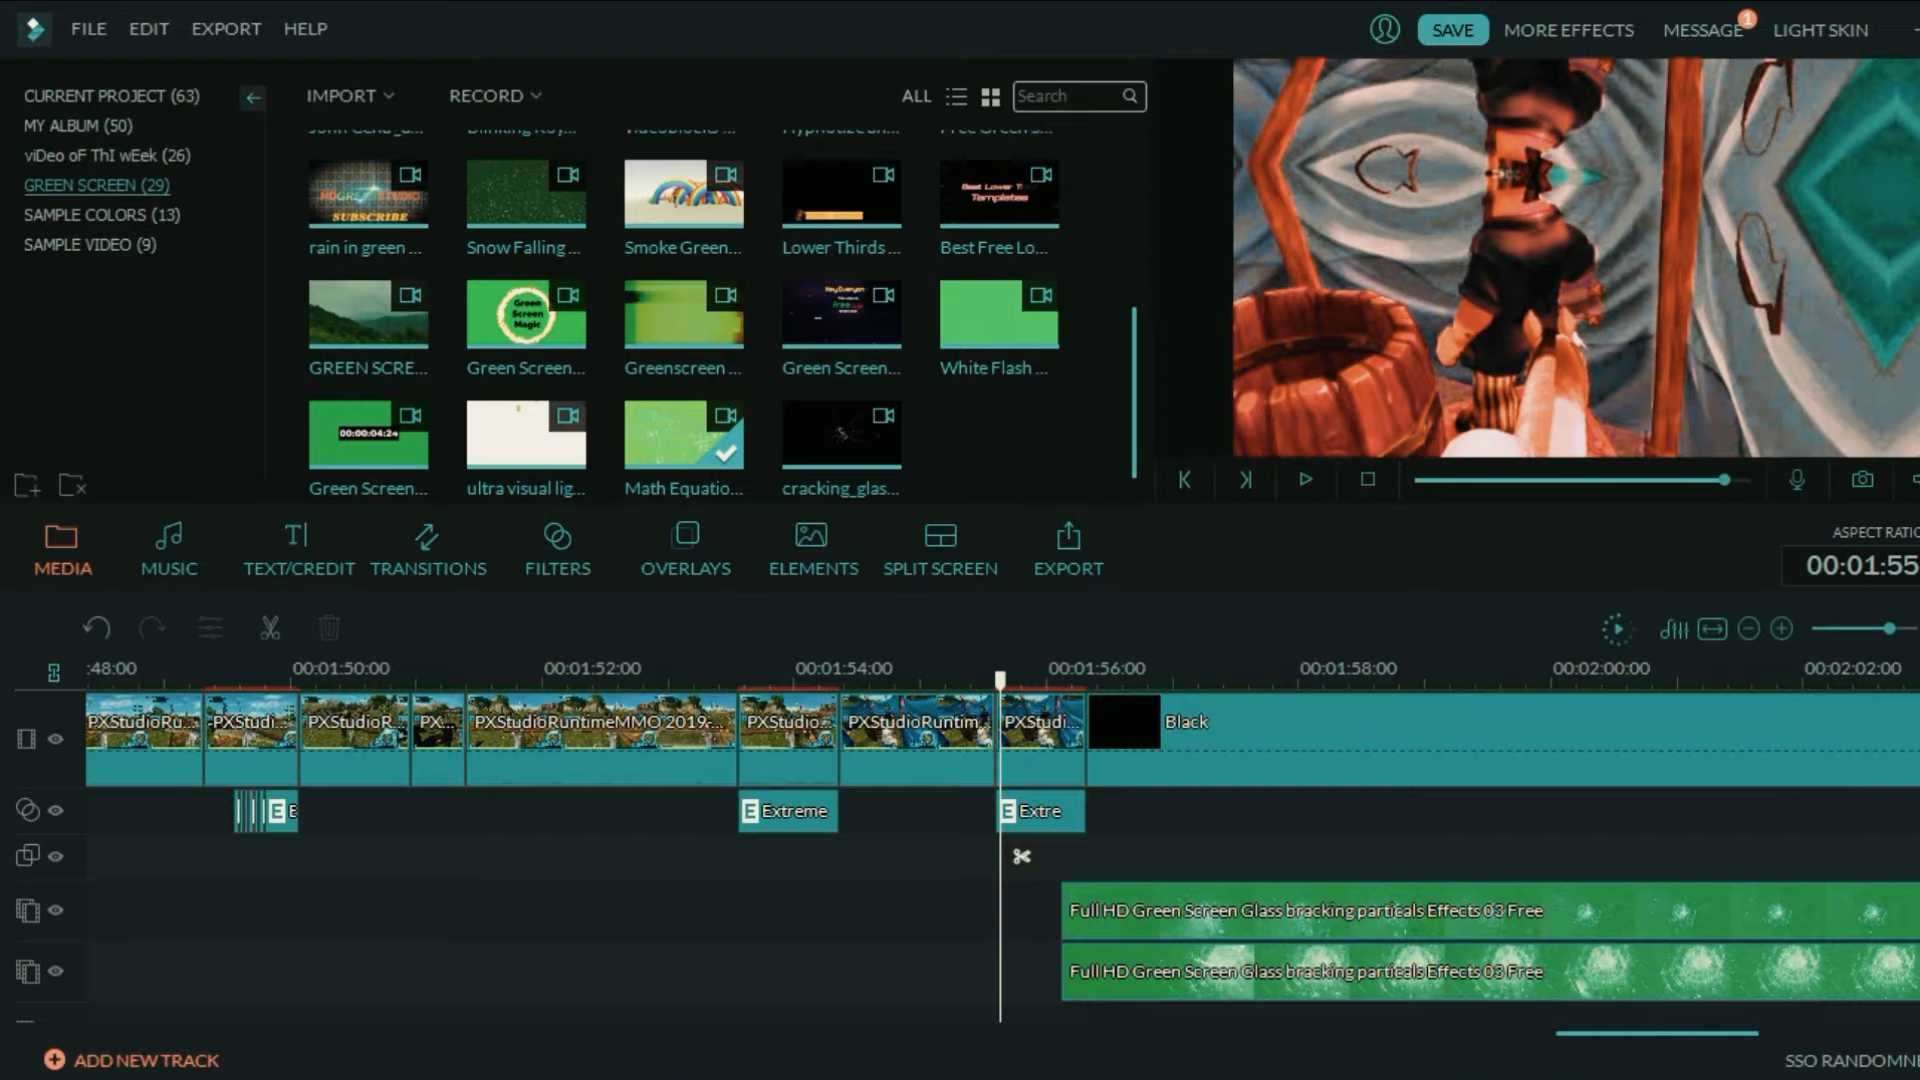 FILE EDIT EXPORT HELP
SAVE MORE EFFECTS MESSAGE 1 LIGHT SKIN
CURRENT PROJECT (63)
MY ALBUM (50)
viDeo oF ThI wEek (26)
GREEN SCREEN (29)
SAMPLE COLORS (13)
SAMPLE VIDEO (9)
IMPORT RECORD ALL Search
SUBSCRIBE
Best Lower
Templates
rain in green ... Snow Falling ... Smoke Green... Lower Thirds ... Best Free Lo...
Green
Screen
Magic
GREEN SCRE... Green Screen... Greenscreen ... Green Screen... White Flash ...
00:00:04:24
Green Screen... ultra visual lig... Math Equatio... cracking_glas...
MEDIA MUSIC TEXT/CREDIT TRANSITIONS FILTERS OVERLAYS ELEMENTS SPLIT SCREEN EXPORT
ASPECT RATIO
00:01:55
:48:00 00:01:50:00 00:01:52:00 00:01:54:00 00:01:56:00 00:01:58:00 00:02:00:00 00:02:02:00
PXStudioRu... PXStudi... PXStudioR... PX... PXStudioRuntimeMMO 2019-... PXStudio... PXStudioRuntim... PXStudi... Black
E E Extreme E Extre
Full HD Green Screen Glass bracking particals Effects 03 Free
Full HD Green Screen Glass bracking particals Effects 03 Free
ADD NEW TRACK
SSO RANDOMNE